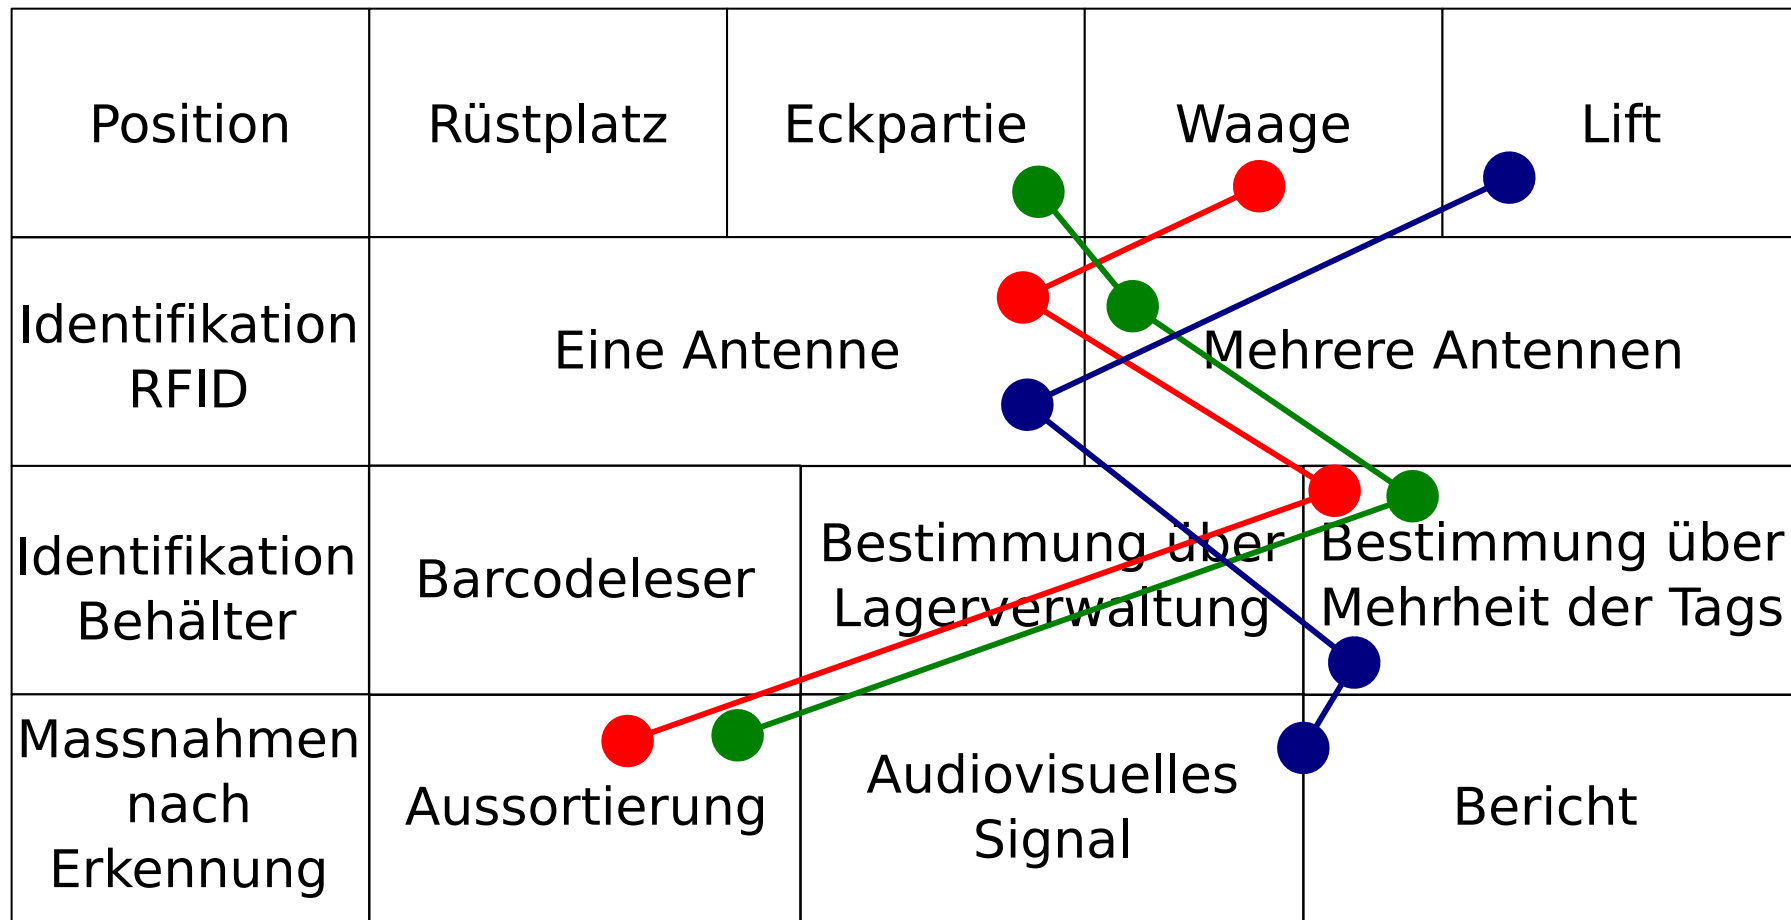 Position
Rüstplatz
Eckpartie
Waage
Lift
Identifikation
RFID
Eine Antenne
Mehrere Antennen
Identifikation
Behälter
Barcodeleser
Bestimmung über
Lagerverwaltung
Bestimmung über
Mehrheit der Tags
Massnahmen
nach
Erkennung
Aussortierung
Audiovisuelles
Signal
Bericht